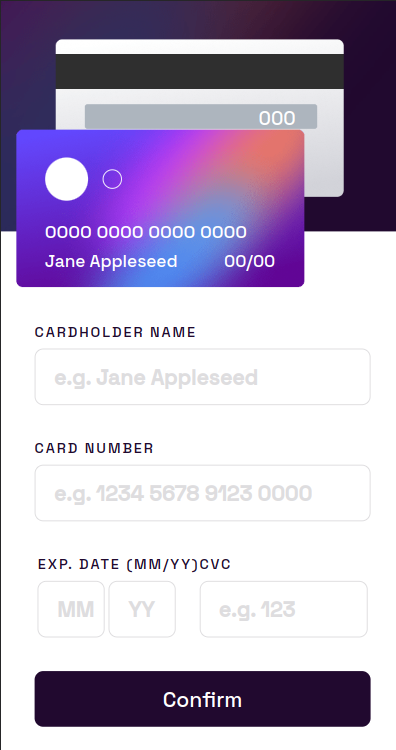 000
0000 0000 0000 0000
Jane Appleseed 00/00
CARDHOLDER NAME
e.g. Jane Appleseed
CARD NUMBER
e.g. 1234 5678 9123 0000
EXP. DATE (MM/YY)CVC
MM YY e.g. 123
Confirm